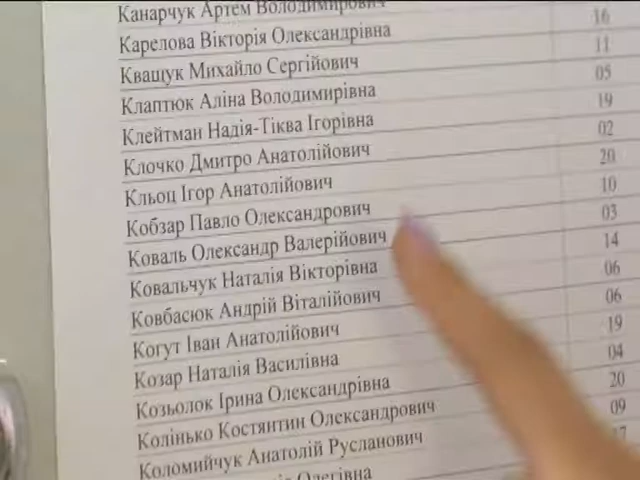 Канарчук Артем Володимирович
Карелова Вікторія Олександрівна 16
Кващук Михайло Сергійович 11
Клаптюк Аліна Володимирівна 05
Клейтман Надія-Тіква Ігорівна 19
Клочко Дмитро Анатолійович 02
Кльоц Ігор Анатолійович 20
Кобзар Павло Олександрович 10
Коваль Олександр Валерійович 03
Ковальчук Наталія Вікторівна 14
Ковбасюк Андрій Віталійович 06
Когут Іван Анатолійович 06
Козар Наталія Василівна 19
Козьолок Ірина Олександрівна 04
Колінько Костянтин Олександрович 20
Коломийчук Анатолій Русланович 09
Олегівна